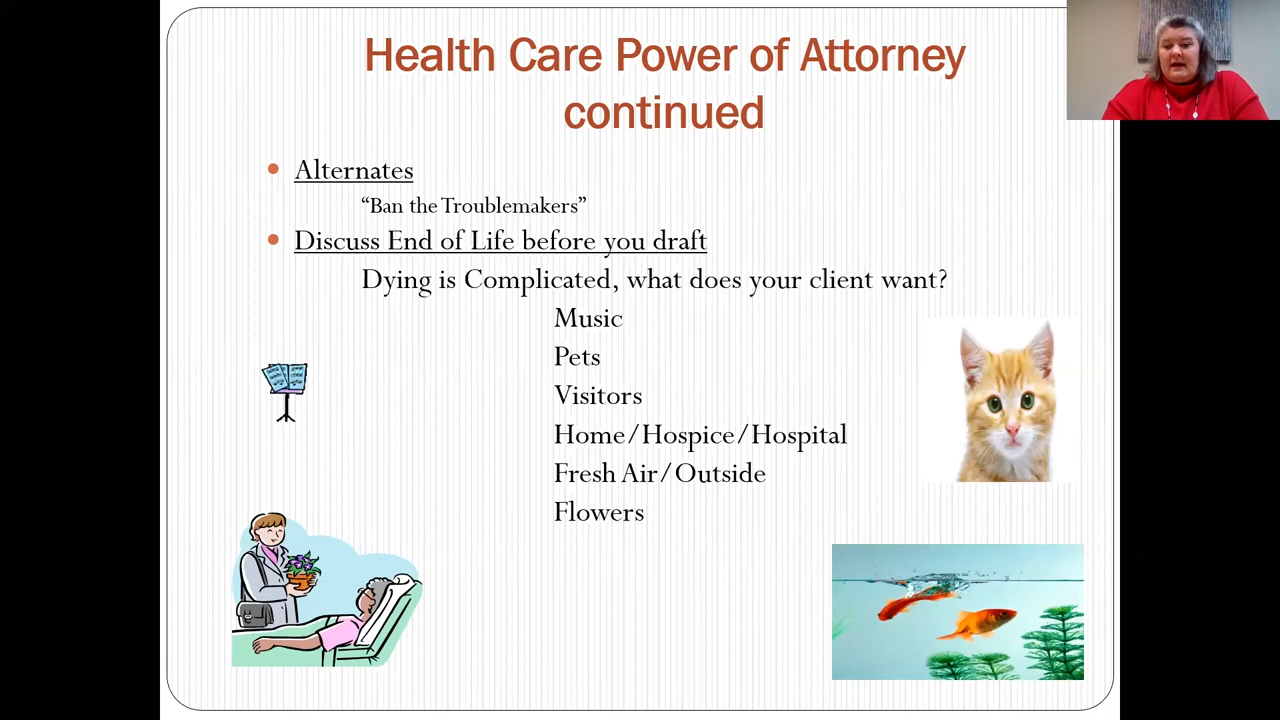 Health Care Power of Attorney
continued
Alternates
“Ban the Troublemakers”
Discuss End of Life before you draft
Dying is Complicated, what does your client want?
Music
Pets
Visitors
Home/Hospice/Hospital
Fresh Air/Outside
Flowers